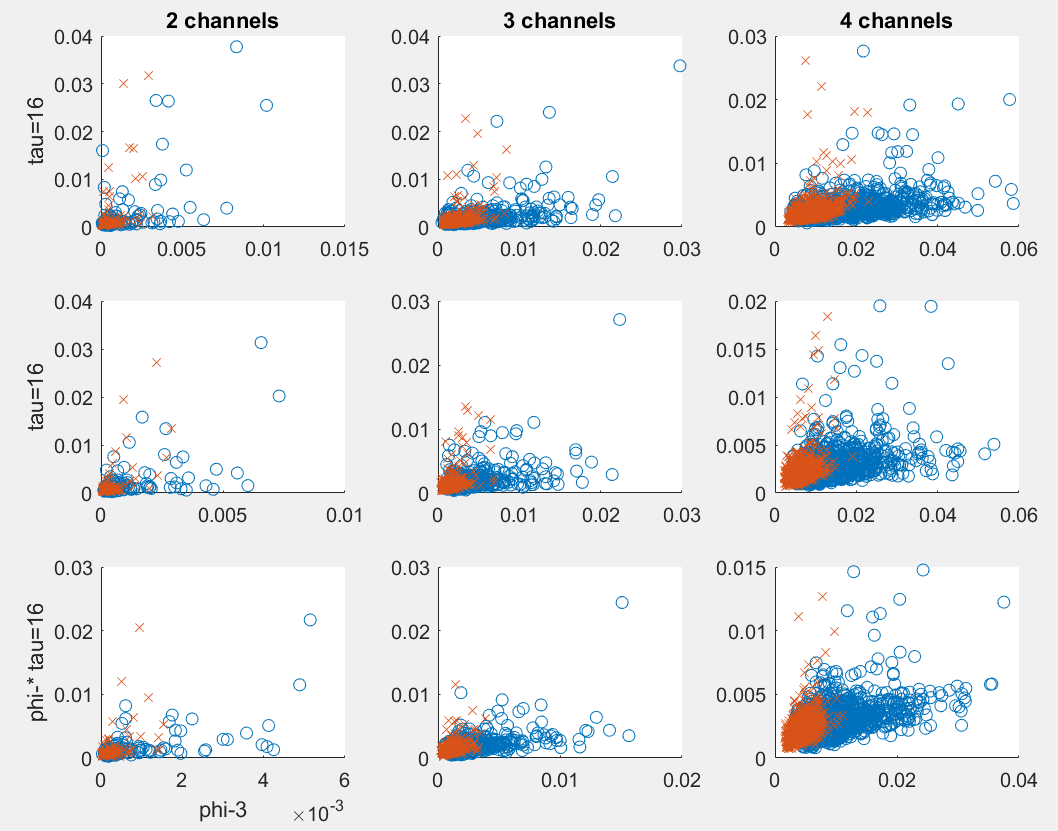 2 channels 3 channels 4 channels
0.04 0.04 0.03
0.03 0.03
0.02
tau=16 0.02 0.02
0.01
0.01 0.01
0 0 0
0 0.005 0.01 0.015 0 0.01 0.02 0.03 0 0.02 0.04 0.06
0.04 0.03 0.02
0.03 0.015
0.02
tau=16 0.02 0.01
0.01
0.01 0.005
0 0 0
0 0.005 0.01 0 0.01 0.02 0.03 0 0.02 0.04 0.06
0.03 0.03 0.015
0.02 0.02 0.01
phi-* tau=16
0.01 0.01 0.005
0 0 0
0 2 4 6 0 0.01 0.02 0 0.02 0.04
phi-3 ×10-3